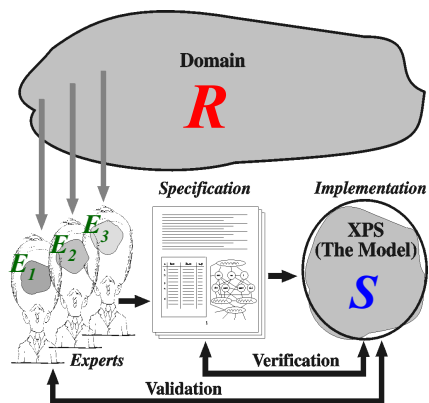 Domain
R
Specification
Implementation
E1
E2
E3
XPS
(The Model)
S
Experts
Verification
Validation